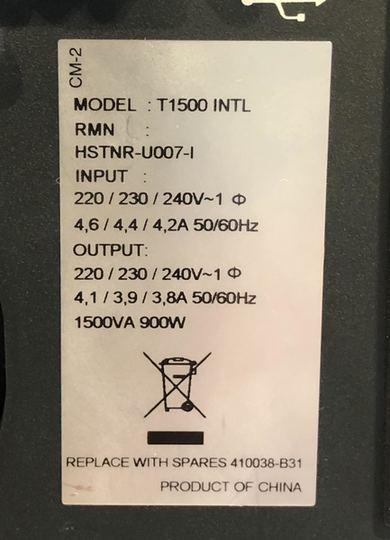 CM-2
MODEL : T1500 INTL
RMN :
HSTNR-U007-I
INPUT :
220 / 230 / 240V~1 Φ
4,6 / 4,4 / 4,2A 50/60Hz
OUTPUT:
220 / 230 / 240V~1 Φ
4,1 / 3,9 / 3,8A 50/60Hz
1500VA 900W
REPLACE WITH SPARES 410038-B31
PRODUCT OF CHINA